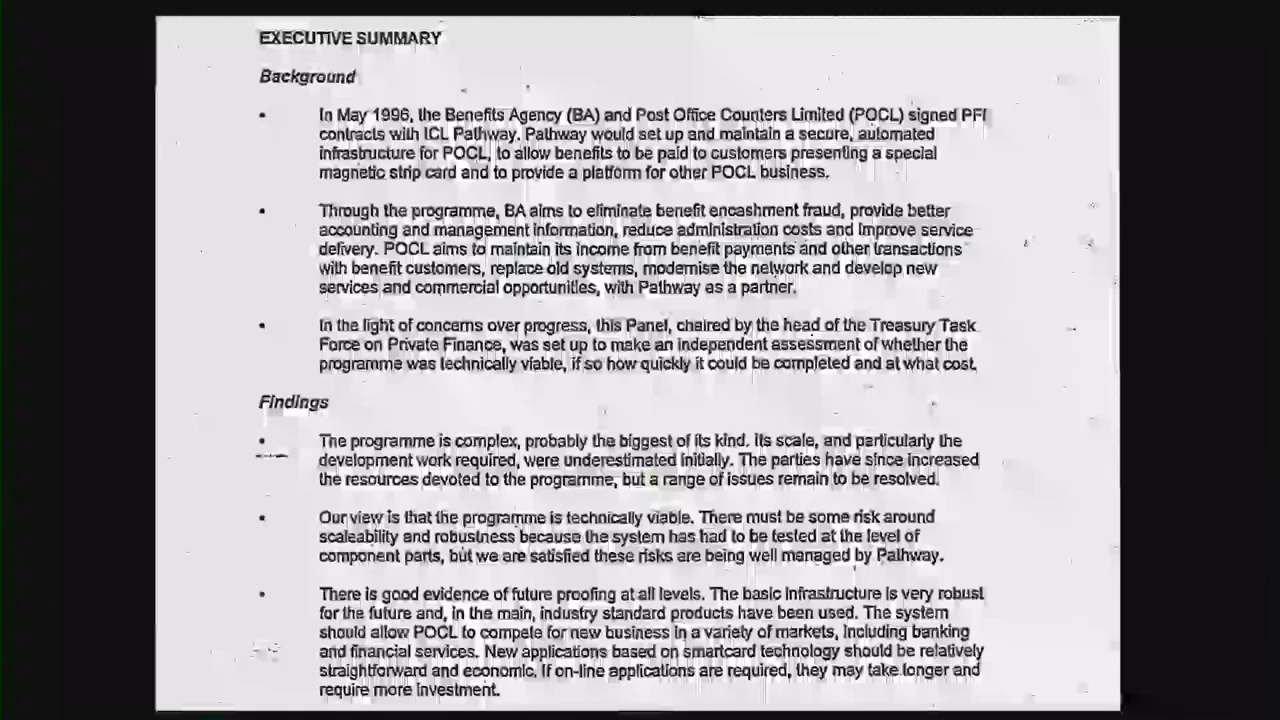 EXECUTIVE SUMMARY
Background
• In May 1996, the Benefits Agency (BA) and Post Office Counters Limited (POCL) signed PFI
contracts with ICL Pathway. Pathway would set up and maintain a secure, automated
infrastructure for POCL, to allow benefits to be paid to customers presenting a special
magnetic strip card and to provide a platform for other POCL business.
• Through the programme, BA aims to eliminate benefit encashment fraud, provide better
accounting and management information, reduce administration costs and improve service
delivery. POCL aims to maintain its income from benefit payments and other transactions
with benefit customers, replace old systems, modernise the network and develop new
services and commercial opportunities, with Pathway as a partner.
• In the light of concerns over progress, this Panel, chaired by the head of the Treasury Task
Force on Private Finance, was set up to make an independent assessment of whether the
programme was technically viable, if so how quickly it could be completed and at what cost.
Findings
• The programme is complex, probably the biggest of its kind. Its scale, and particularly the
development work required, were underestimated initially. The parties have since increased
the resources devoted to the programme, but a range of issues remain to be resolved.
• Our view is that the programme is technically viable. There must be some risk around
scaleability and robustness because the system has had to be tested at the level of
component parts, but we are satisfied these risks are being well managed by Pathway.
• There is good evidence of future proofing at all levels. The basic infrastructure is very robust
for the future and, in the main, industry standard products have been used. The system
should allow POCL to compete for new business in a variety of markets, including banking
and financial services. New applications based on smartcard technology should be relatively
straightforward and economic. If on-line applications are required, they may take longer and
require more investment.